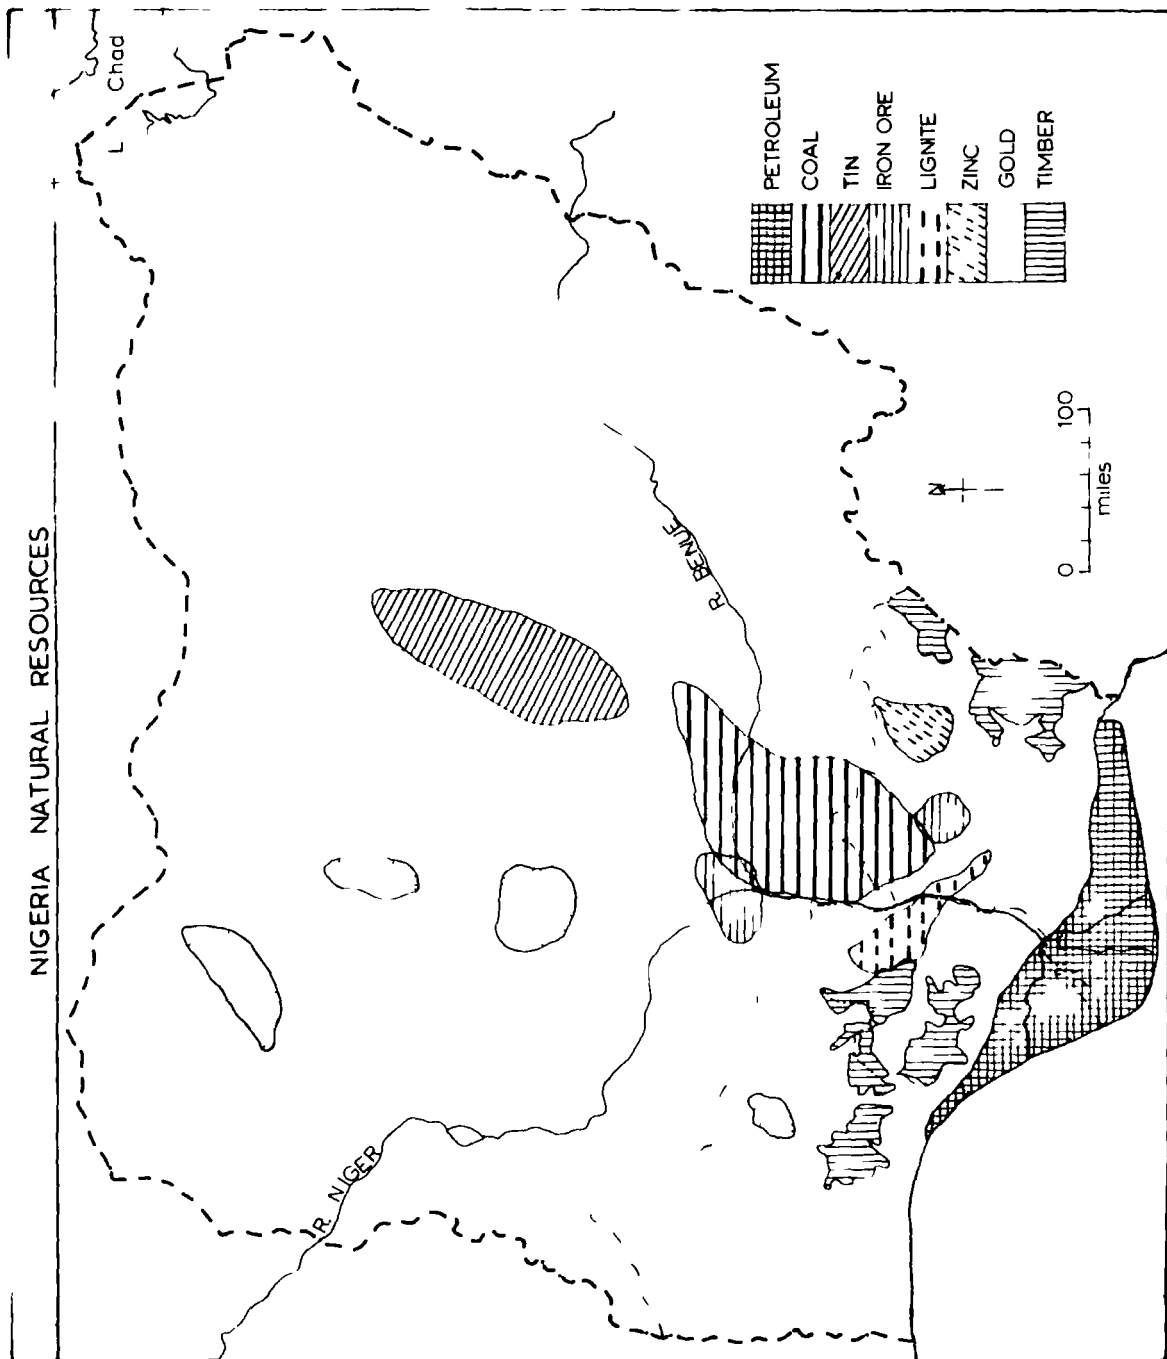 NIGERIA NATURAL RESOURCES
L Chad
R. NIGER
R. BENUE
PETROLEUM
COAL
TIN
IRON ORE
LIGNITE
ZINC
GOLD
TIMBER
N
0 100
miles